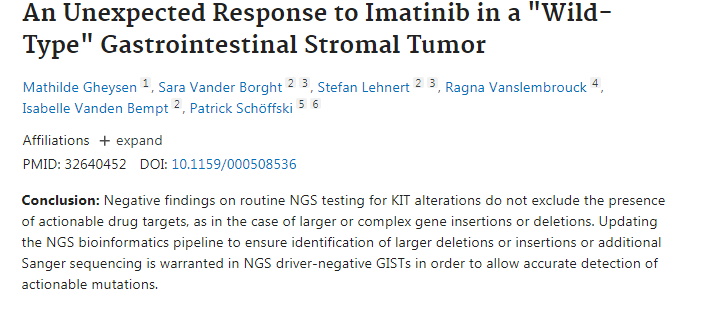 An Unexpected Response to Imatinib in a "Wild-
Type" Gastrointestinal Stromal Tumor
Mathilde Gheysen 1, Sara Vander Borght 2 3, Stefan Lehnert 2 3, Ragna Vanslembrouck 4,
Isabelle Vanden Bempt 2, Patrick Schöffski 5 6
Affiliations + expand
PMID: 32640452 DOI: 10.1159/000508536
Conclusion: Negative findings on routine NGS testing for KIT alterations do not exclude the presence
of actionable drug targets, as in the case of larger or complex gene insertions or deletions. Updating
the NGS bioinformatics pipeline to ensure identification of larger deletions or insertions or additional
Sanger sequencing is warranted in NGS driver-negative GISTs in order to allow accurate detection of
actionable mutations.